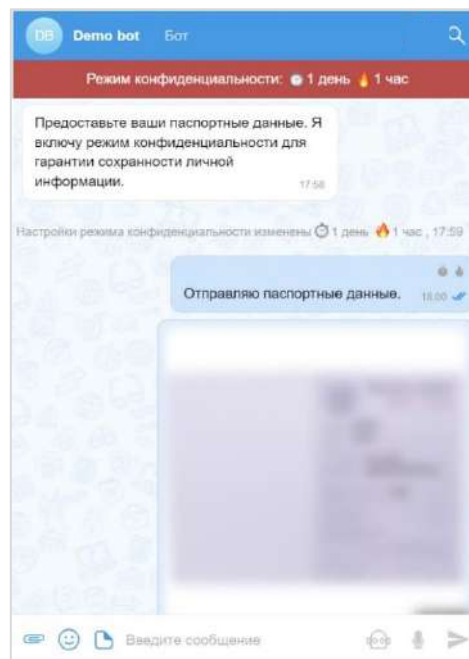 DB Demo bot Бот
Режим конфиденциальности: 1 день 1 час
Предоставьте ваши паспортные данные. Я
включу режим конфиденциальности для
гарантии сохранности личной
информации.
17:58
Настройки режима конфиденциальности изменены 1 день 1 час , 17:59
Отправляю паспортные данные. 18:00
Введите сообщение